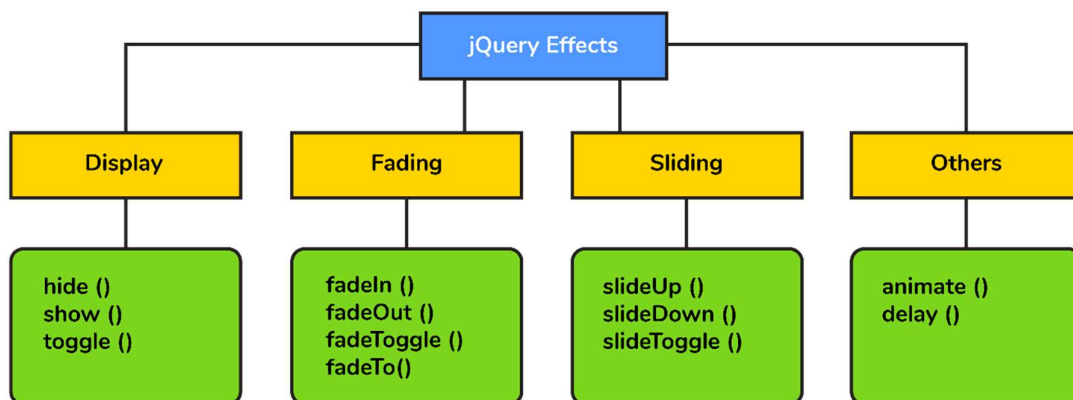 jQuery Effects
Display
Fading
Sliding
Others
hide ()
show ()
toggle ()
fadeIn ()
fadeOut ()
fadeToggle ()
fadeTo()
slideUp ()
slideDown ()
slideToggle ()
animate ()
delay ()